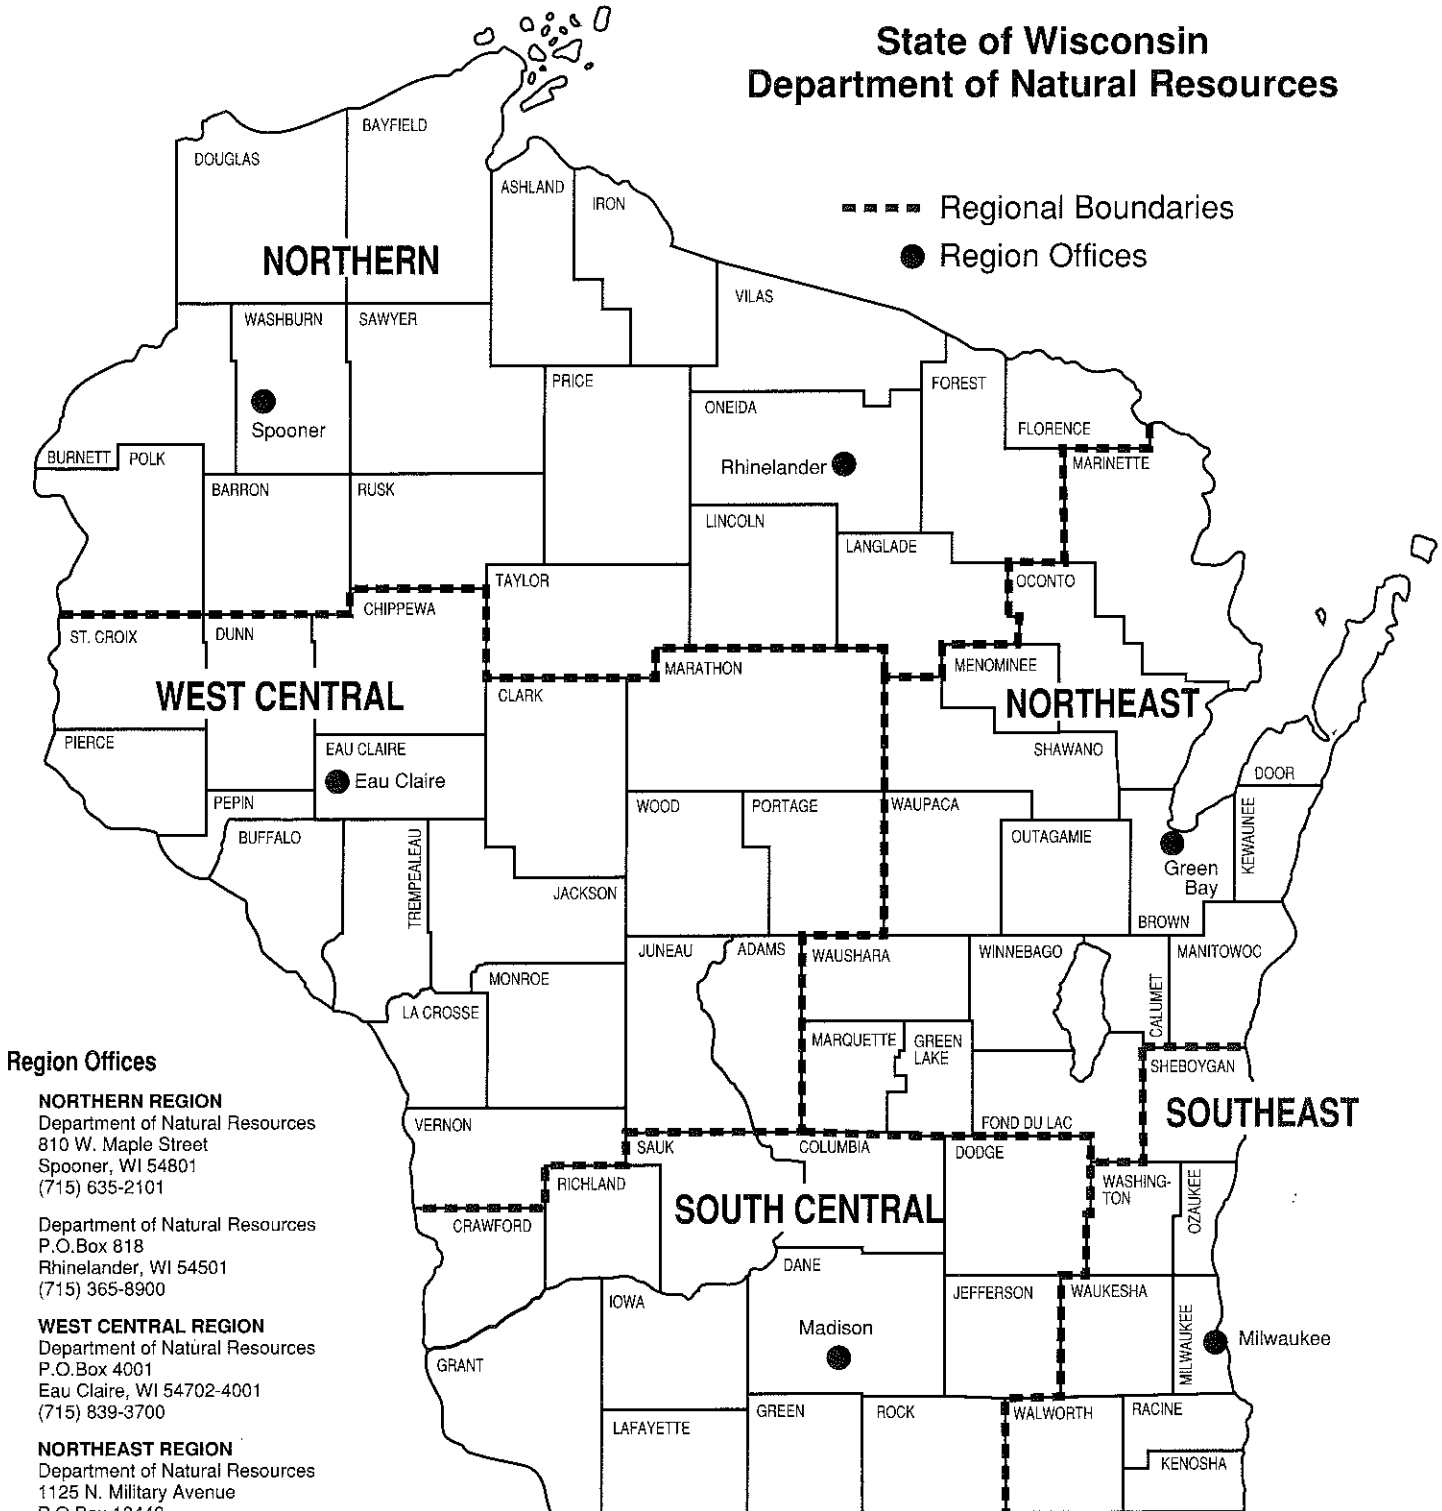 State of Wisconsin
Department of Natural Resources
Regional Boundaries
Region Offices
BAYFIELD
DOUGLAS
ASHLAND
IRON
NORTHERN
VILAS
WASHBURN
SAWYER
PRICE
FOREST
ONEIDA
Spooner
FLORENCE
BURNETT
POLK
Rhinelander
MARINETTE
BARRON
RUSK
LINCOLN
LANGLADE
TAYLOR
OCONTO
CHIPPEWA
ST. CROIX
DUNN
MARATHON
MENOMINEE
WEST CENTRAL
CLARK
NORTHEAST
PIERCE
EAU CLAIRE
SHAWANO
Eau Claire
DOOR
PEPIN
WOOD
PORTAGE
WAUPACA
BUFFALO
TREMPEALEAU
OUTAGAMIE
KEWAUNEE
Green
Bay
JACKSON
BROWN
JUNEAU
ADAMS
WAUSHARA
WINNEBAGO
MANITOWOC
MONROE
CALUMET
LA CROSSE
MARQUETTE
GREEN
LAKE
SHEBOYGAN
VERNON
FOND DU LAC
SOUTHEAST
SAUK
COLUMBIA
DODGE
RICHLAND
WASHING-
TON
OZAUKEE
SOUTH CENTRAL
CRAWFORD
DANE
JEFFERSON
WAUKESHA
IOWA
Madison
MILWAUKEE
Milwaukee
GRANT
GREEN
ROCK
WALWORTH
RACINE
LAFAYETTE
KENOSHA
Region Offices
NORTHERN REGION
Department of Natural Resources
810 W. Maple Street
Spooner, WI 54801
(715) 635-2101
Department of Natural Resources
P.O.Box 818
Rhinelander, WI 54501
(715) 365-8900
WEST CENTRAL REGION
Department of Natural Resources
P.O.Box 4001
Eau Claire, WI 54702-4001
(715) 839-3700
NORTHEAST REGION
Department of Natural Resources
1125 N. Military Avenue